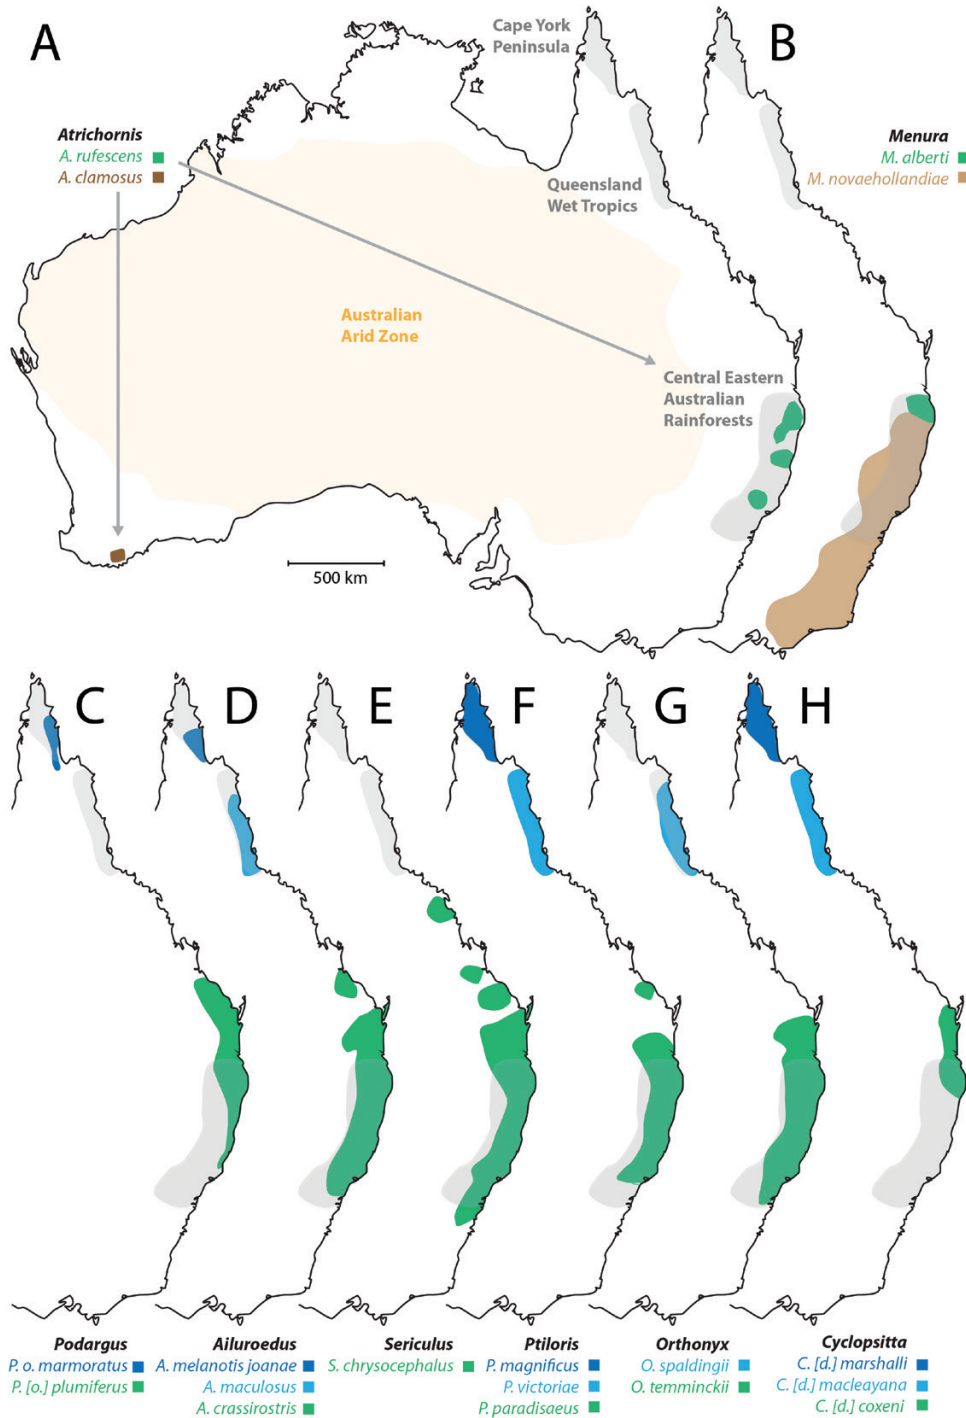 A
Cape York
Peninsula
B
Atrichornis
A. rufescens
A. clamosus
Menura
M. alberti
M. novaehollandiae
Queensland
Wet Tropics
Australian
Arid Zone
Central Eastern
Australian
Rainforests
500 km
C
D
E
F
G
H
Podargus
P. o. marmoratus
P. [o.] plumiferus
Ailuroedus
A. melanotis joanae
A. maculosus
A. crassirostris
Sericulus
S. chrysocephalus
Ptiloris
P. magnificus
P. victoriae
P. paradisaeus
Orthonyx
O. spaldingii
O. temminckii
Cyclopsitta
C. [d.] marshalli
C. [d.] macleayana
C. [d.] coxeni